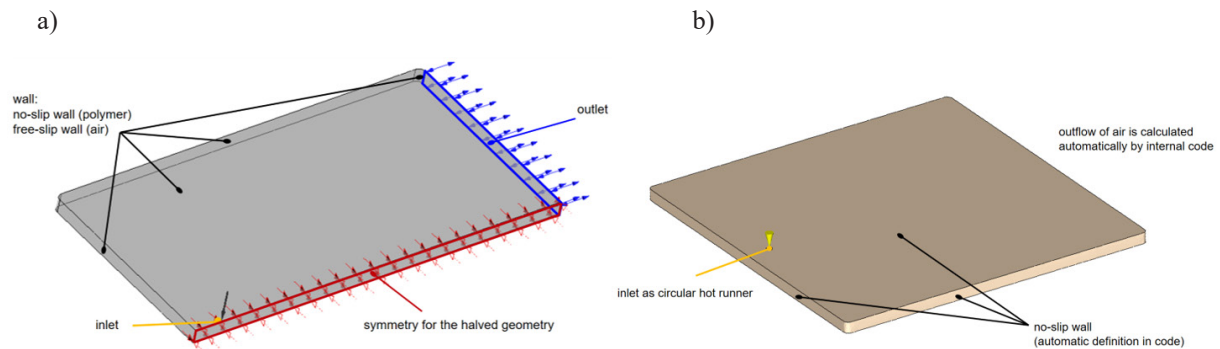 a)
b)
wall:
no-slip wall (polymer)
free-slip wall (air)
outlet
inlet
symmetry for the halved geometry
outflow of air is calculated
automatically by internal code
inlet as circular hot runner
no-slip wall
(automatic definition in code)